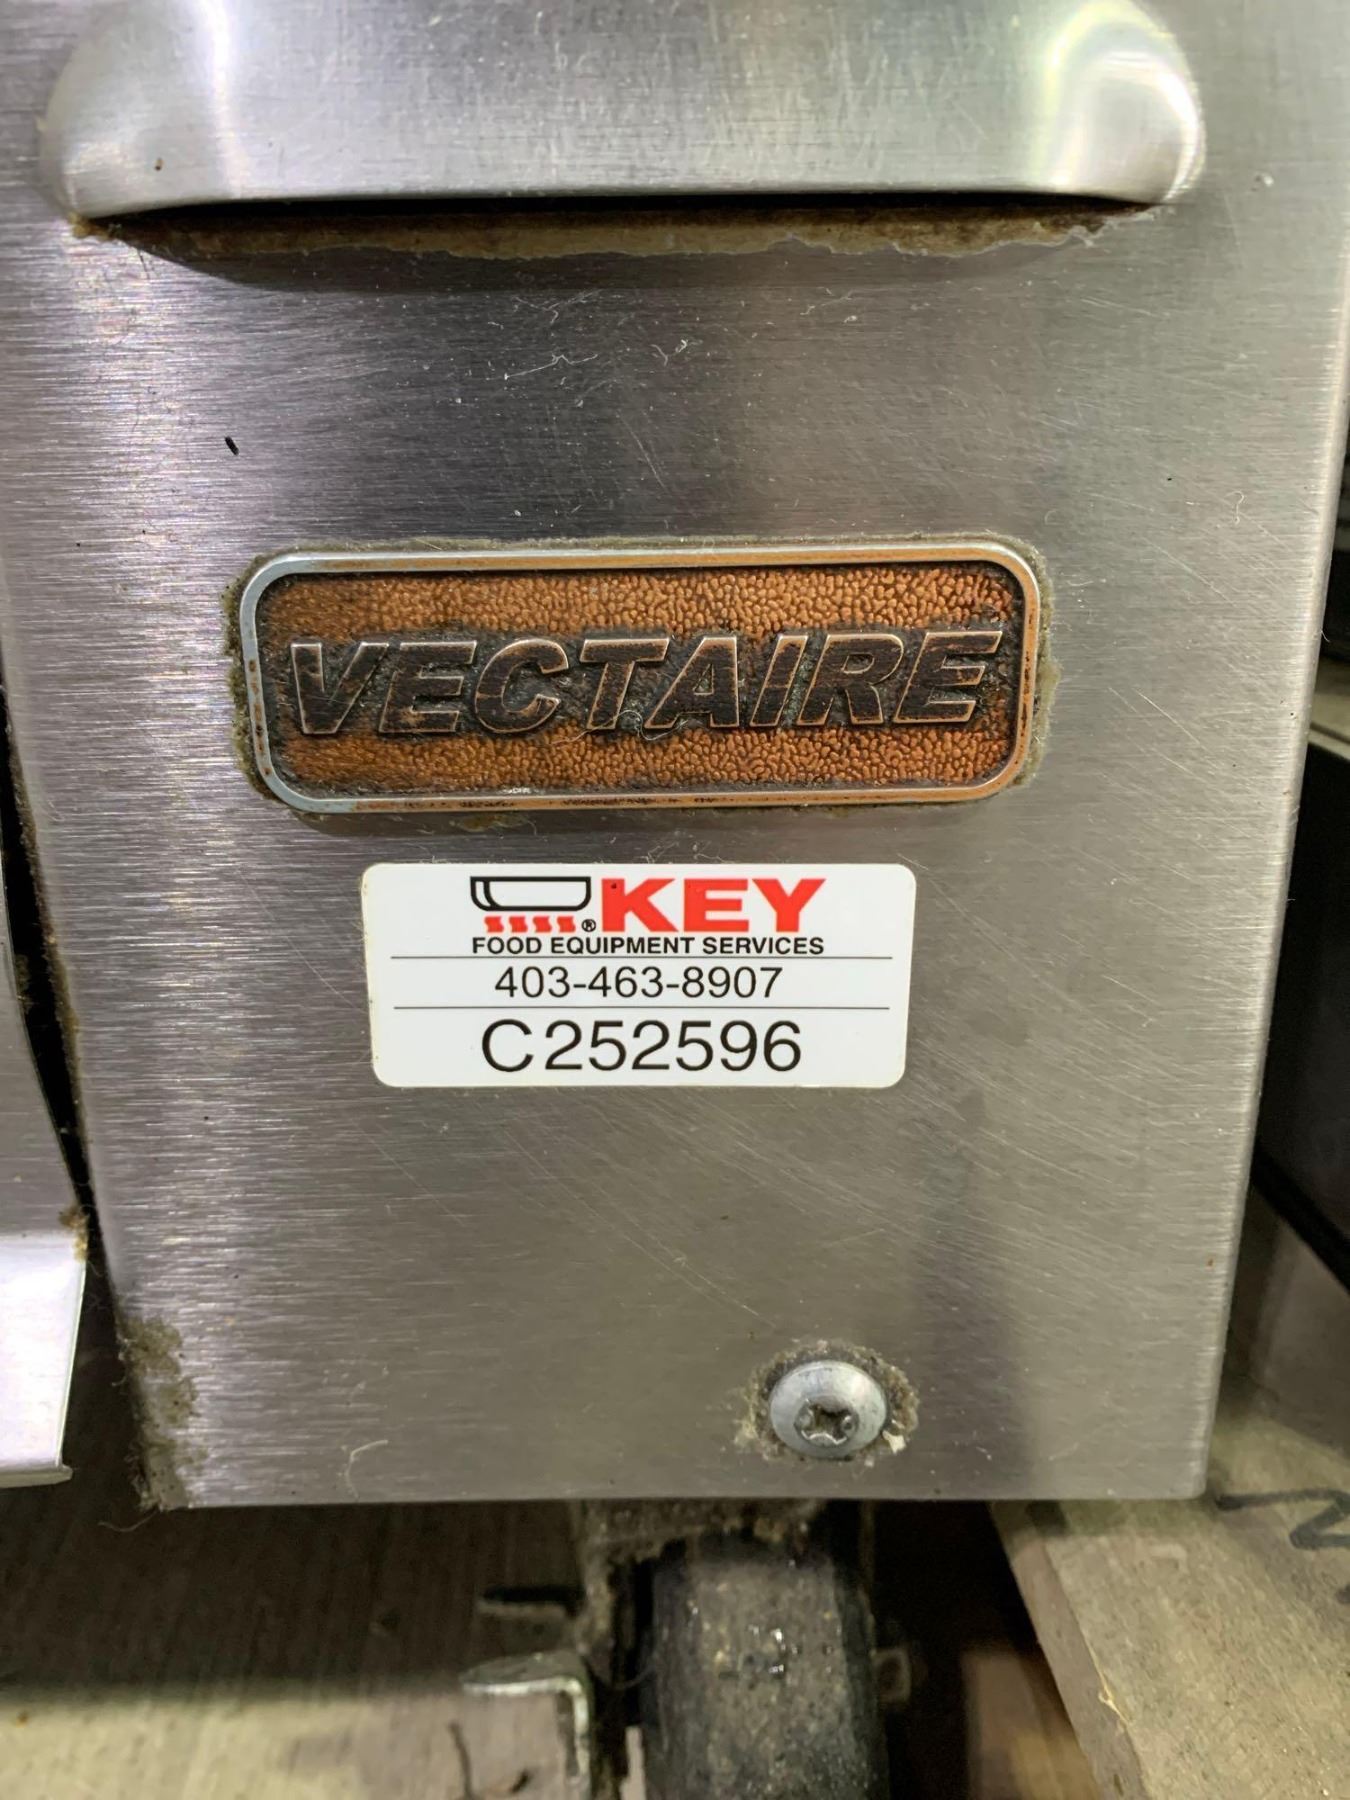 VECTAIRE
KEY
FOOD EQUIPMENT SERVICES
403-463-8907
C252596